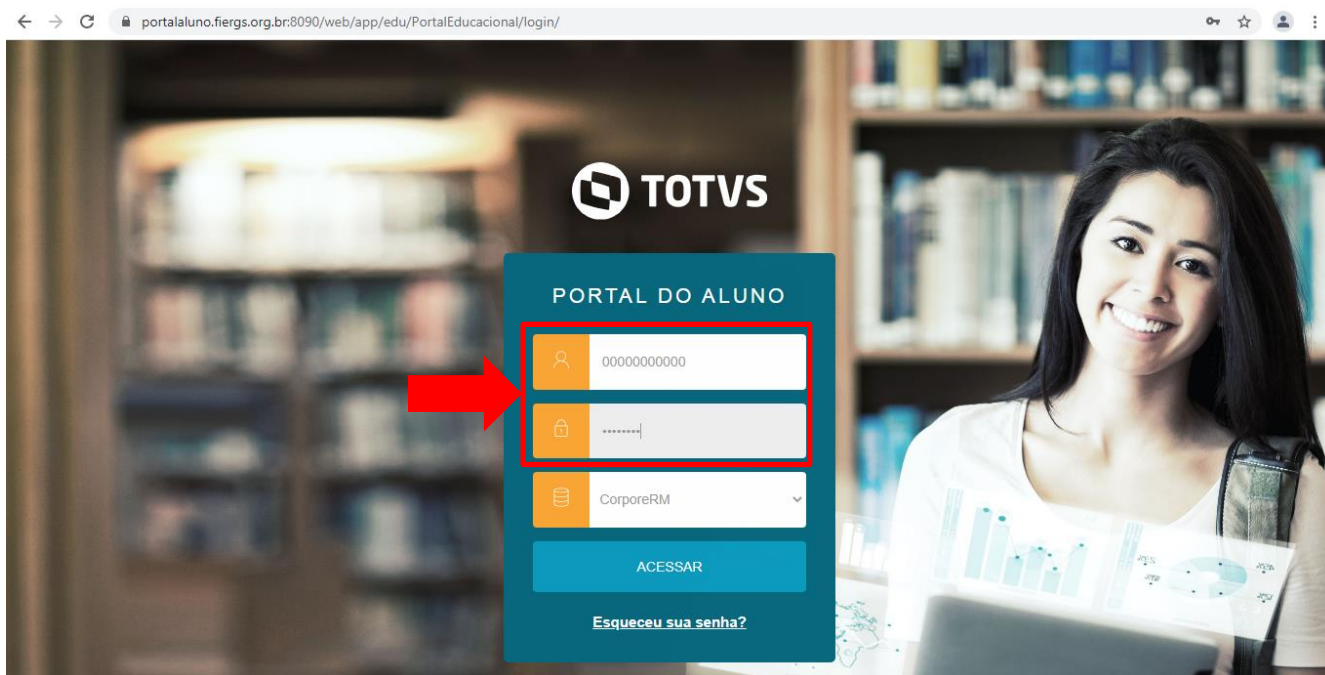 portalaluno.fiergs.org.br:8090/web/app/edu/PortalEducacional/login/
TOTVS
PORTAL DO ALUNO
00000000000
••••••••
CorporeRM
ACESSAR
Esqueceu sua senha?